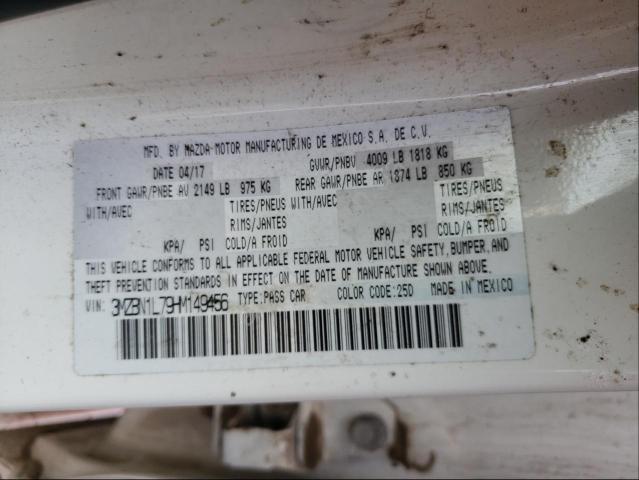 MFD. BY MAZDA MOTOR MANUFACTURING DE MEXICO S.A. DE C.V.
DATE 04/17 GVWR/PNBV 4009 LB 1818 KG
FRONT GAWR/PNBE AV 2149 LB 975 KG REAR GAWR/PNBE AR 1874 LB 850 KG
WITH/AVEC TIRES/PNEUS WITH/AVEC TIRES/PNEUS
RIMS/JANTES RIMS/JANTES
KPA/ PSI COLD/A FROID KPA/ PSI COLD/A FROID
THIS VEHICLE CONFORMS TO ALL APPLICABLE FEDERAL MOTOR VEHICLE SAFETY, BUMPER, AND
THEFT PREVENTION STANDARDS IN EFFECT ON THE DATE OF MANUFACTURE SHOWN ABOVE.
VIN: 3MZBN1L79HM149456 TYPE:PASS CAR COLOR CODE:25D MADE IN MEXICO